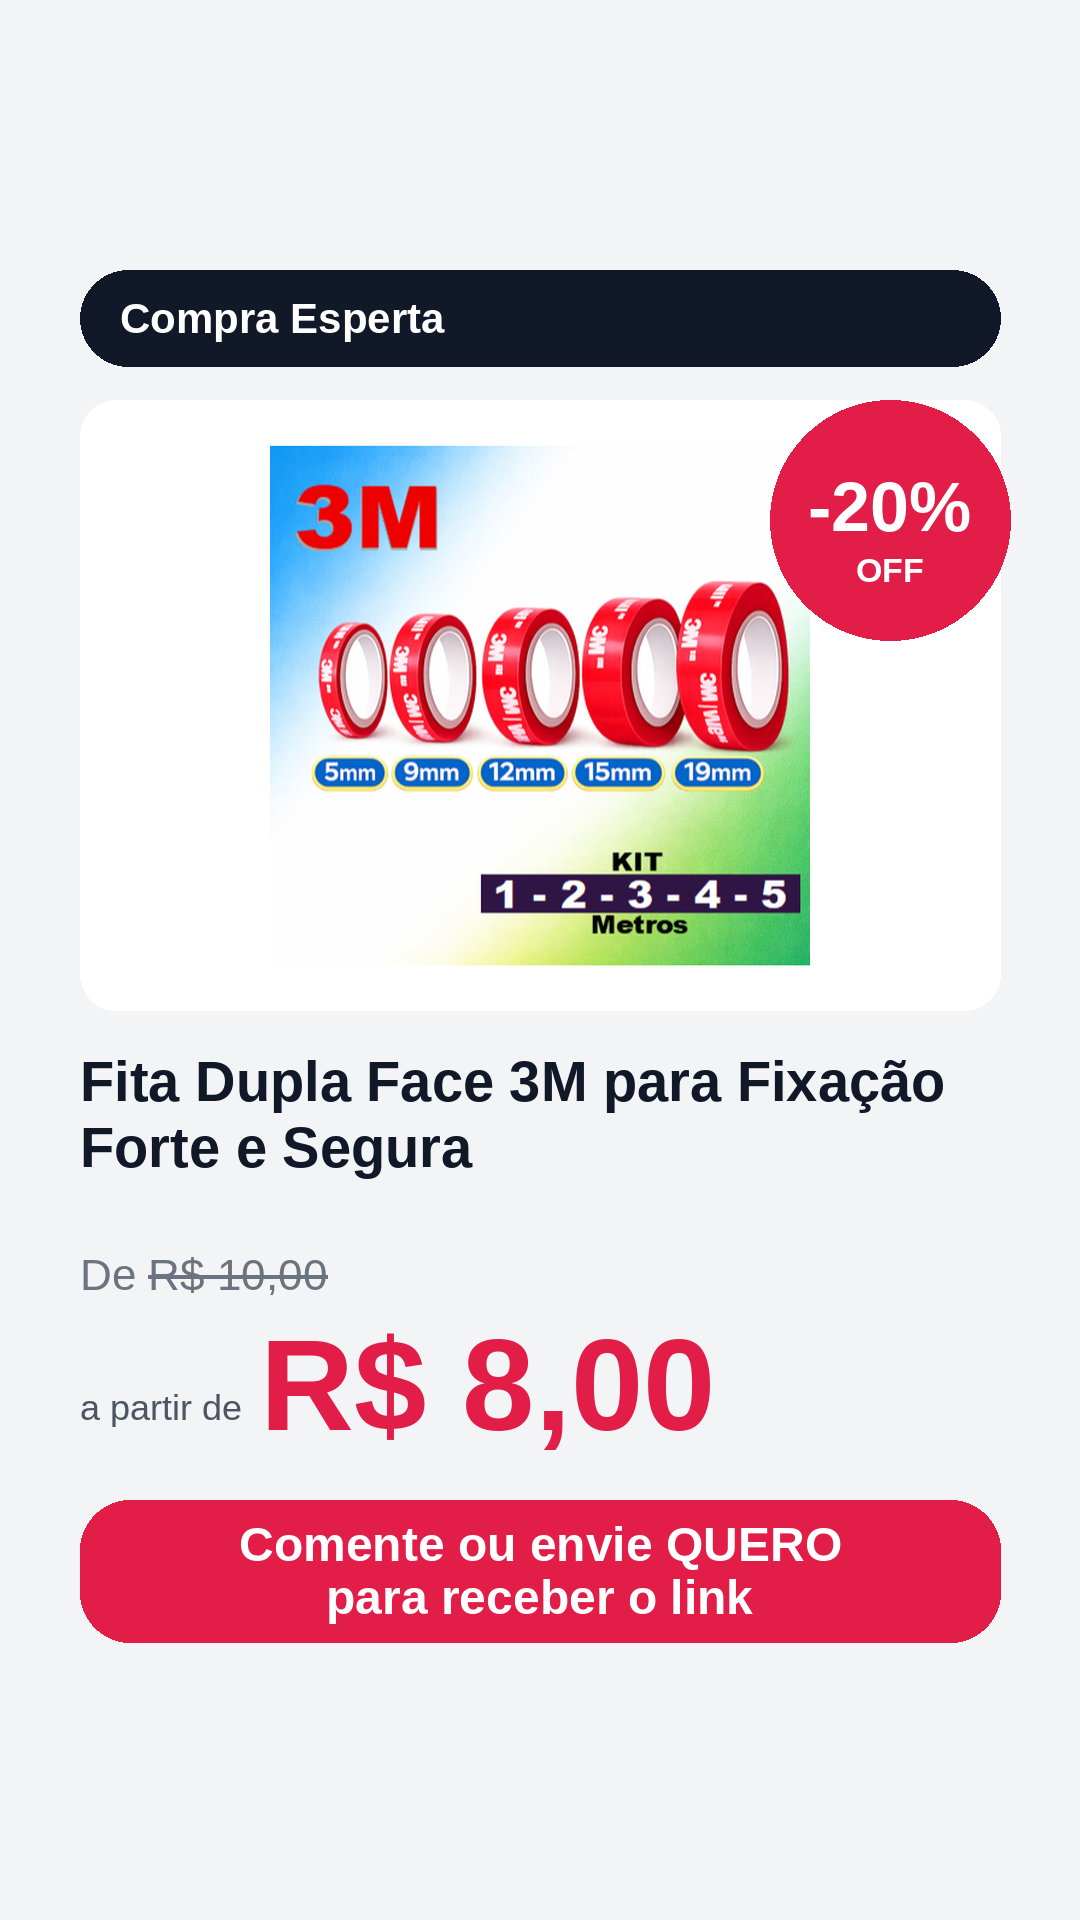 Compra Esperta
-20%
OFF
3M
5mm 9mm 12mm 15mm 19mm
KIT
1 - 2 - 3 - 4 - 5
Metros
Fita Dupla Face 3M para Fixação
Forte e Segura
De R$ 10,00
a partir de R$ 8,00
Comente ou envie QUERO
para receber o link